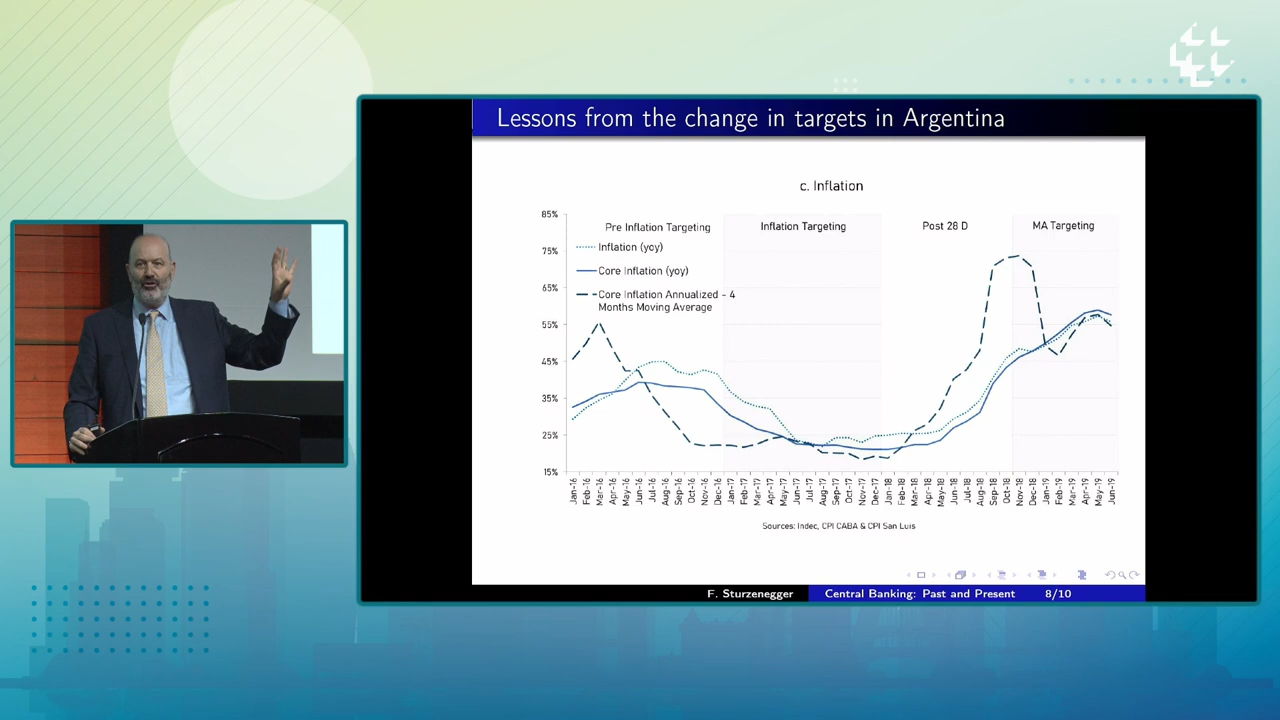 Lessons from the change in targets in Argentina
c. Inflation
85%
75%
65%
55%
45%
35%
25%
15%
Pre Inflation Targeting
Inflation Targeting
Post 28 D
MA Targeting
Inflation (yoy)
Core Inflation (yoy)
Core Inflation Annualized - 4
Months Moving Average
Jan-16
Feb-16
Mar-16
Apr-16
May-16
Jun-16
Jul-16
Aug-16
Sep-16
Oct-16
Nov-16
Dec-16
Jan-17
Feb-17
Mar-17
Apr-17
May-17
Jun-17
Jul-17
Aug-17
Sep-17
Oct-17
Nov-17
Dec-17
Jan-18
Feb-18
Mar-18
Apr-18
May-18
Jun-18
Jul-18
Aug-18
Sep-18
Oct-18
Nov-18
Dec-18
Jan-19
Feb-19
Mar-19
Apr-19
May-19
Jun-19
Sources: Indec, CPI CABA & CPI San Luis
F. Sturzenegger
Central Banking: Past and Present
8/10